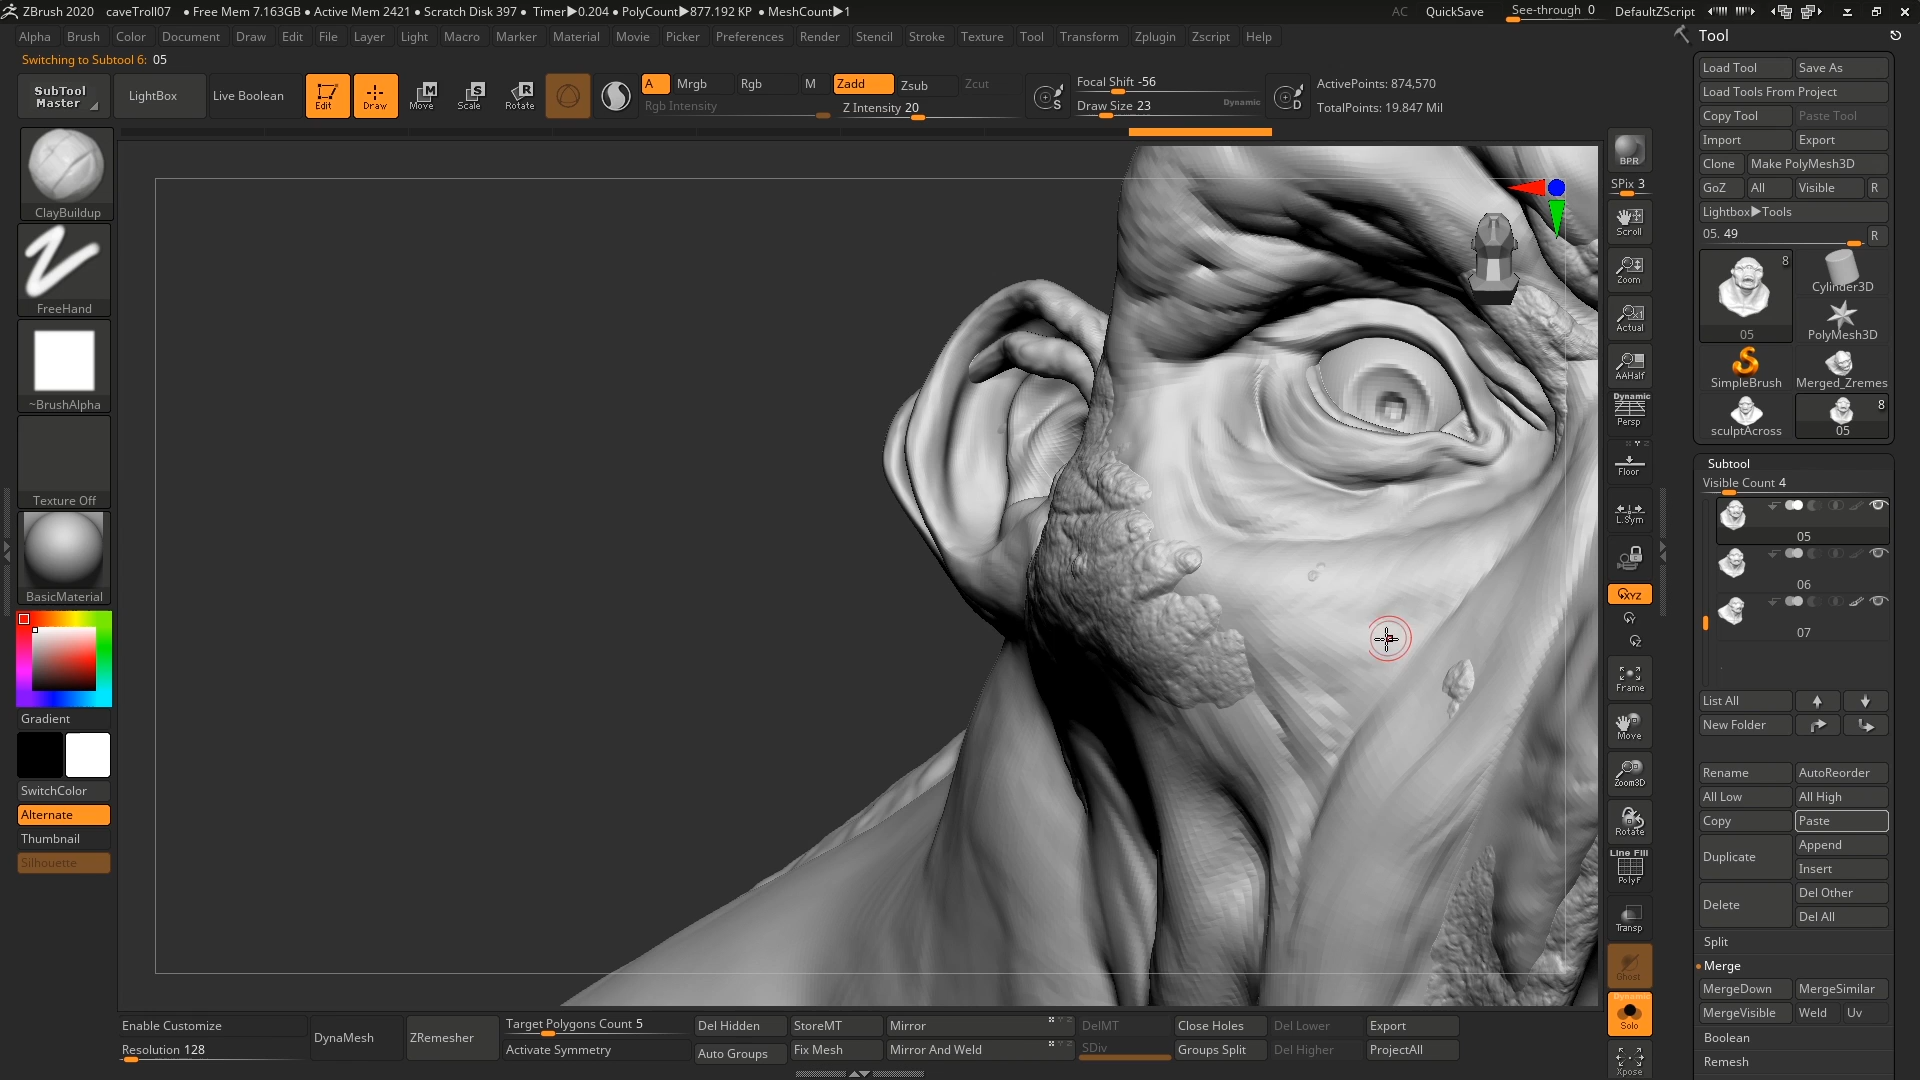 ZBrush 2020 caveTroll07 • Free Mem 7.163GB • Active Mem 2421 • Scratch Disk 397 • Timer▶0.204 • PolyCount▶877.192 KP • MeshCount▶1 AC QuickSave See-through 0 DefaultZScript
Alpha Brush Color Document Draw Edit File Layer Light Macro Marker Material Movie Picker Preferences Render Stencil Stroke Texture Tool Transform Zplugin Zscript Help
Switching to Subtool 6: 05
SubTool Master
LightBox
Live Boolean
Edit
Draw
Move
Scale
Rotate
A Mrgb Rgb M Zadd Zsub Zcut
Rgb Intensity Z Intensity 20
S
Focal Shift -56
Draw Size 23 Dynamic
D
ActivePoints: 874,570
TotalPoints: 19.847 Mil
ClayBuildup
FreeHand
~BrushAlpha
Texture Off
BasicMaterial
Gradient
SwitchColor
Alternate
Thumbnail
Silhouette
BPR
SPix 3
Scroll
Zoom
Actual
AAHalf
Dynamic
Persp
Floor
L.Sym
XYZ
Y
Z
Frame
Move
Zoom3D
Rotate
Line Fill
PolyF
Transp
Ghost
Dynamic
Solo
Xpose
Tool
Load Tool Save As
Load Tools From Project
Copy Tool Paste Tool
Import Export
Clone Make PolyMesh3D
GoZ All Visible R
Lightbox▶Tools
05. 49 R
8
05
Cylinder3D
PolyMesh3D
SimpleBrush Merged_Zremes
sculptAcross
8
05
Subtool
Visible Count 4
05
06
07
List All
New Folder
Rename AutoReorder
All Low All High
Copy Paste
Duplicate Append
Insert
Delete Del Other
Del All
Split
Merge
MergeDown MergeSimilar
MergeVisible Weld Uv
Boolean
Remesh
Enable Customize
Resolution 128
DynaMesh
ZRemesher
Target Polygons Count 5
Activate Symmetry
Del Hidden
Auto Groups
StoreMT
Fix Mesh
Mirror
Mirror And Weld
DelMT
SDiv
Close Holes
Groups Split
Del Lower
Del Higher
Export
ProjectAll